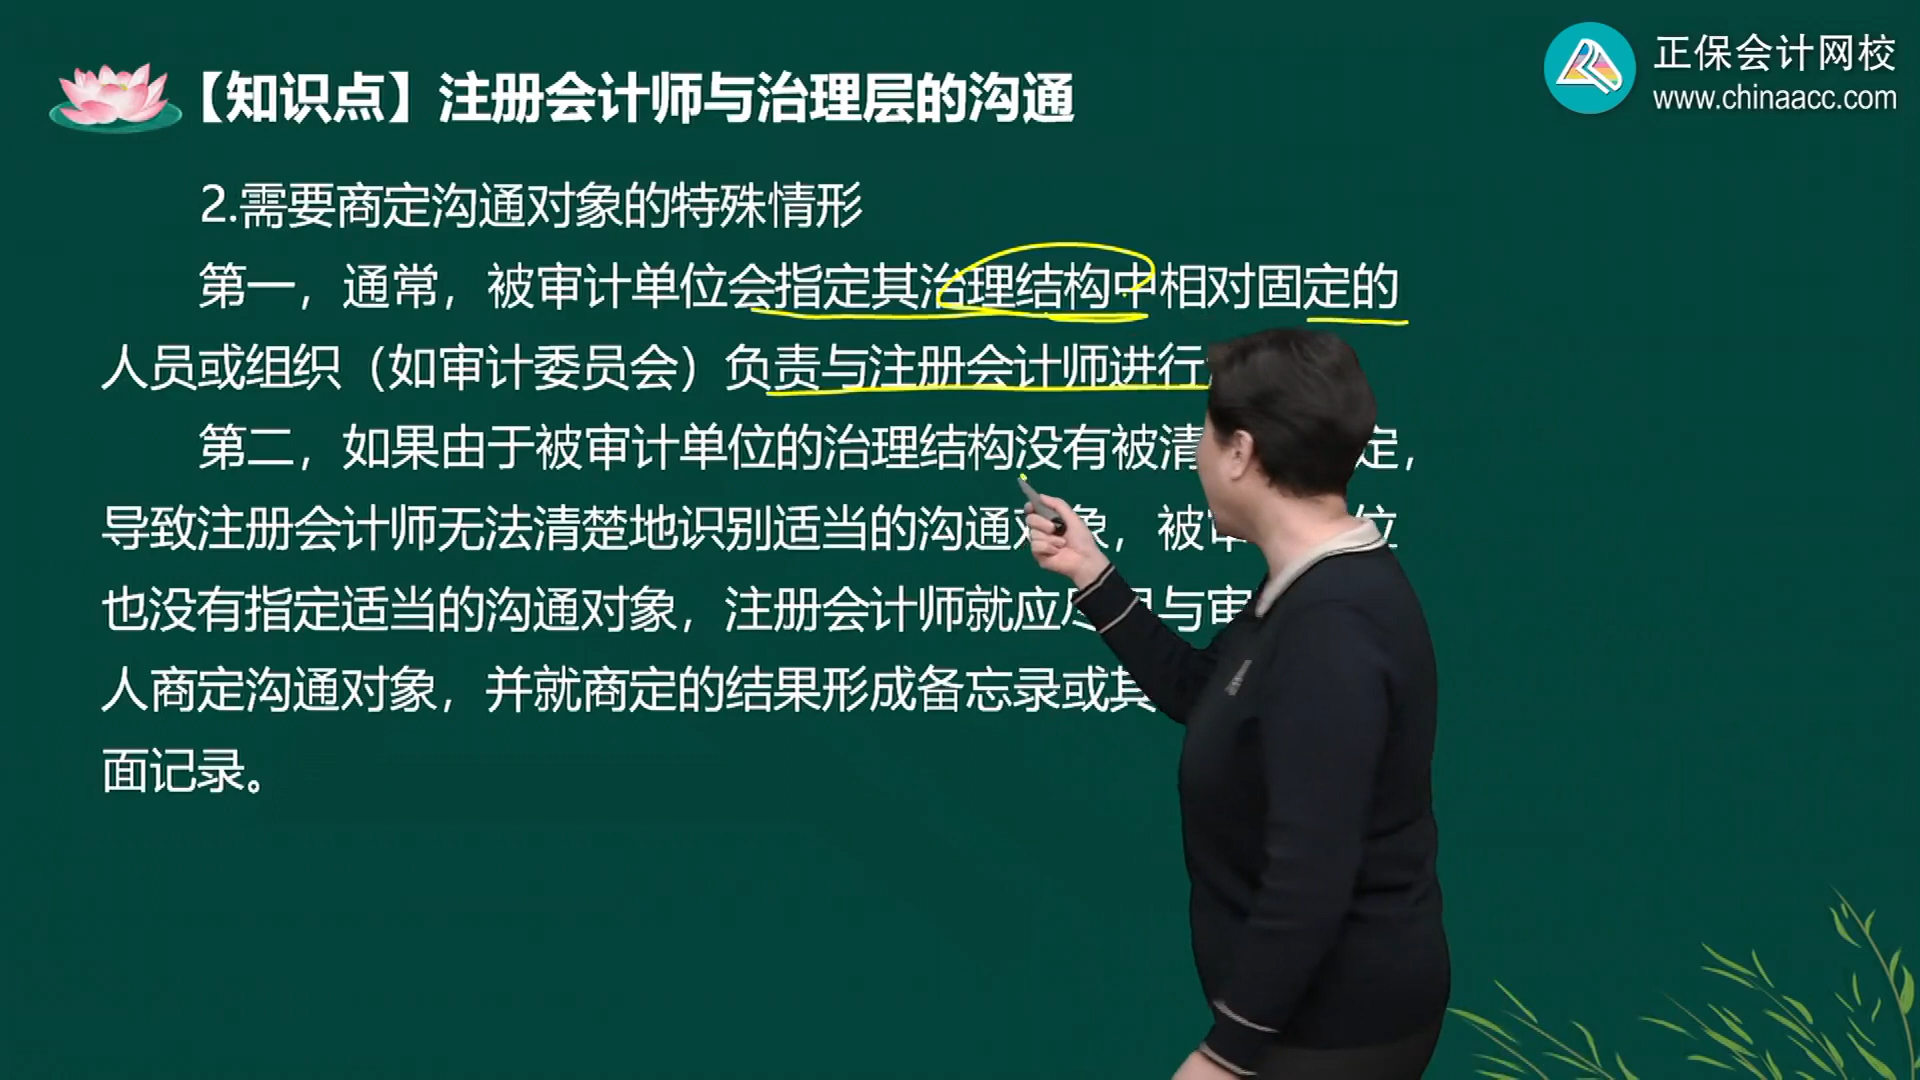 正保会计网校
www.chinaacc.com
【知识点】注册会计师与治理层的沟通
2.需要商定沟通对象的特殊情形
第一，通常，被审计单位会指定其治理结构中相对固定的
人员或组织（如审计委员会）负责与注册会计师进行
第二，如果由于被审计单位的治理结构没有被清 定，
导致注册会计师无法清楚地识别适当的沟通对象，被审 位
也没有指定适当的沟通对象，注册会计师就应 与审
人商定沟通对象，并就商定的结果形成备忘录或其
面记录。